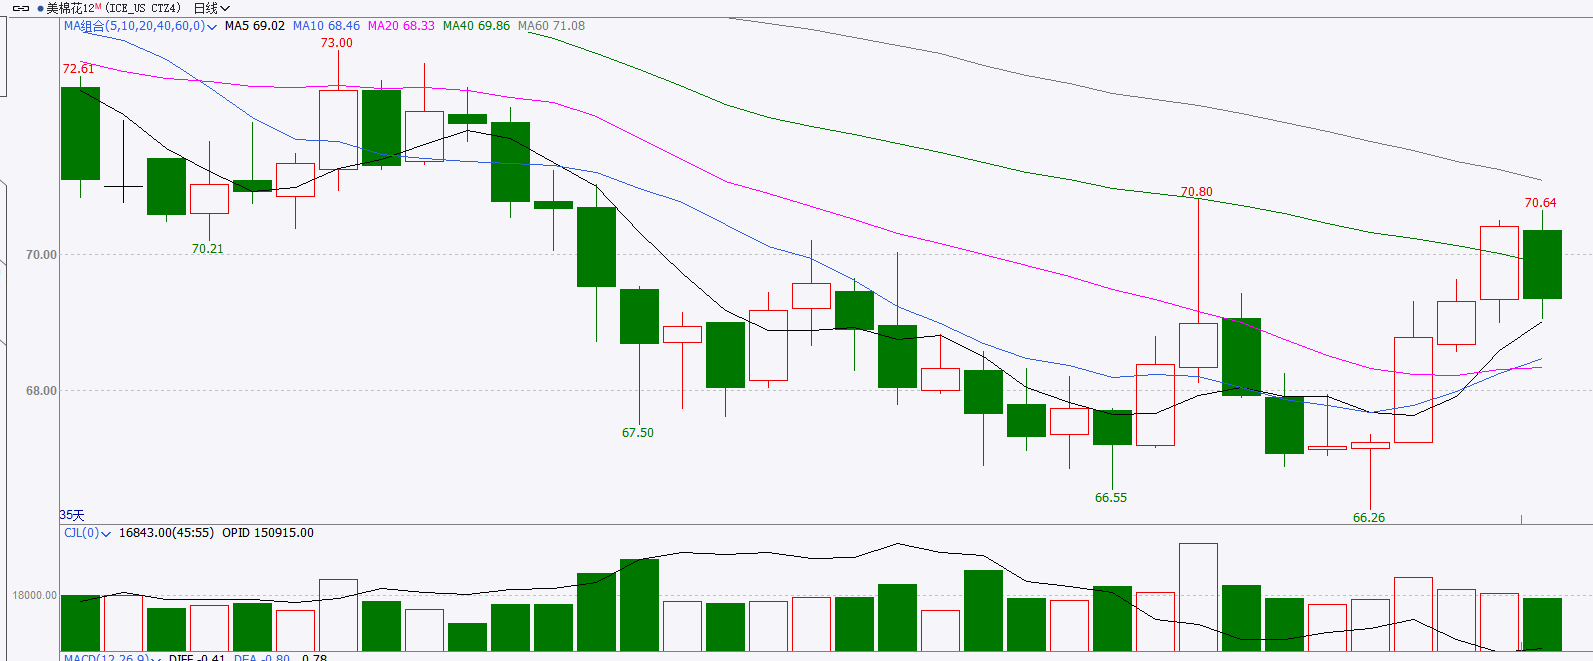 美棉花12M (ICE_US CTZ4) 日线
MA组合(5,10,20,40,60,0) MA5 69.02 MA10 68.46 MA20 68.33 MA40 69.86 MA60 71.08
73.00
72.61
70.80
70.64
70.21
70.00
68.00
67.50
66.55
66.26
35天
CJL(0) 16843.00(45:55) OPID 150915.00
18000.00
MACD(12,26,9) DIFF -0.41 DEA -0.80 0.78